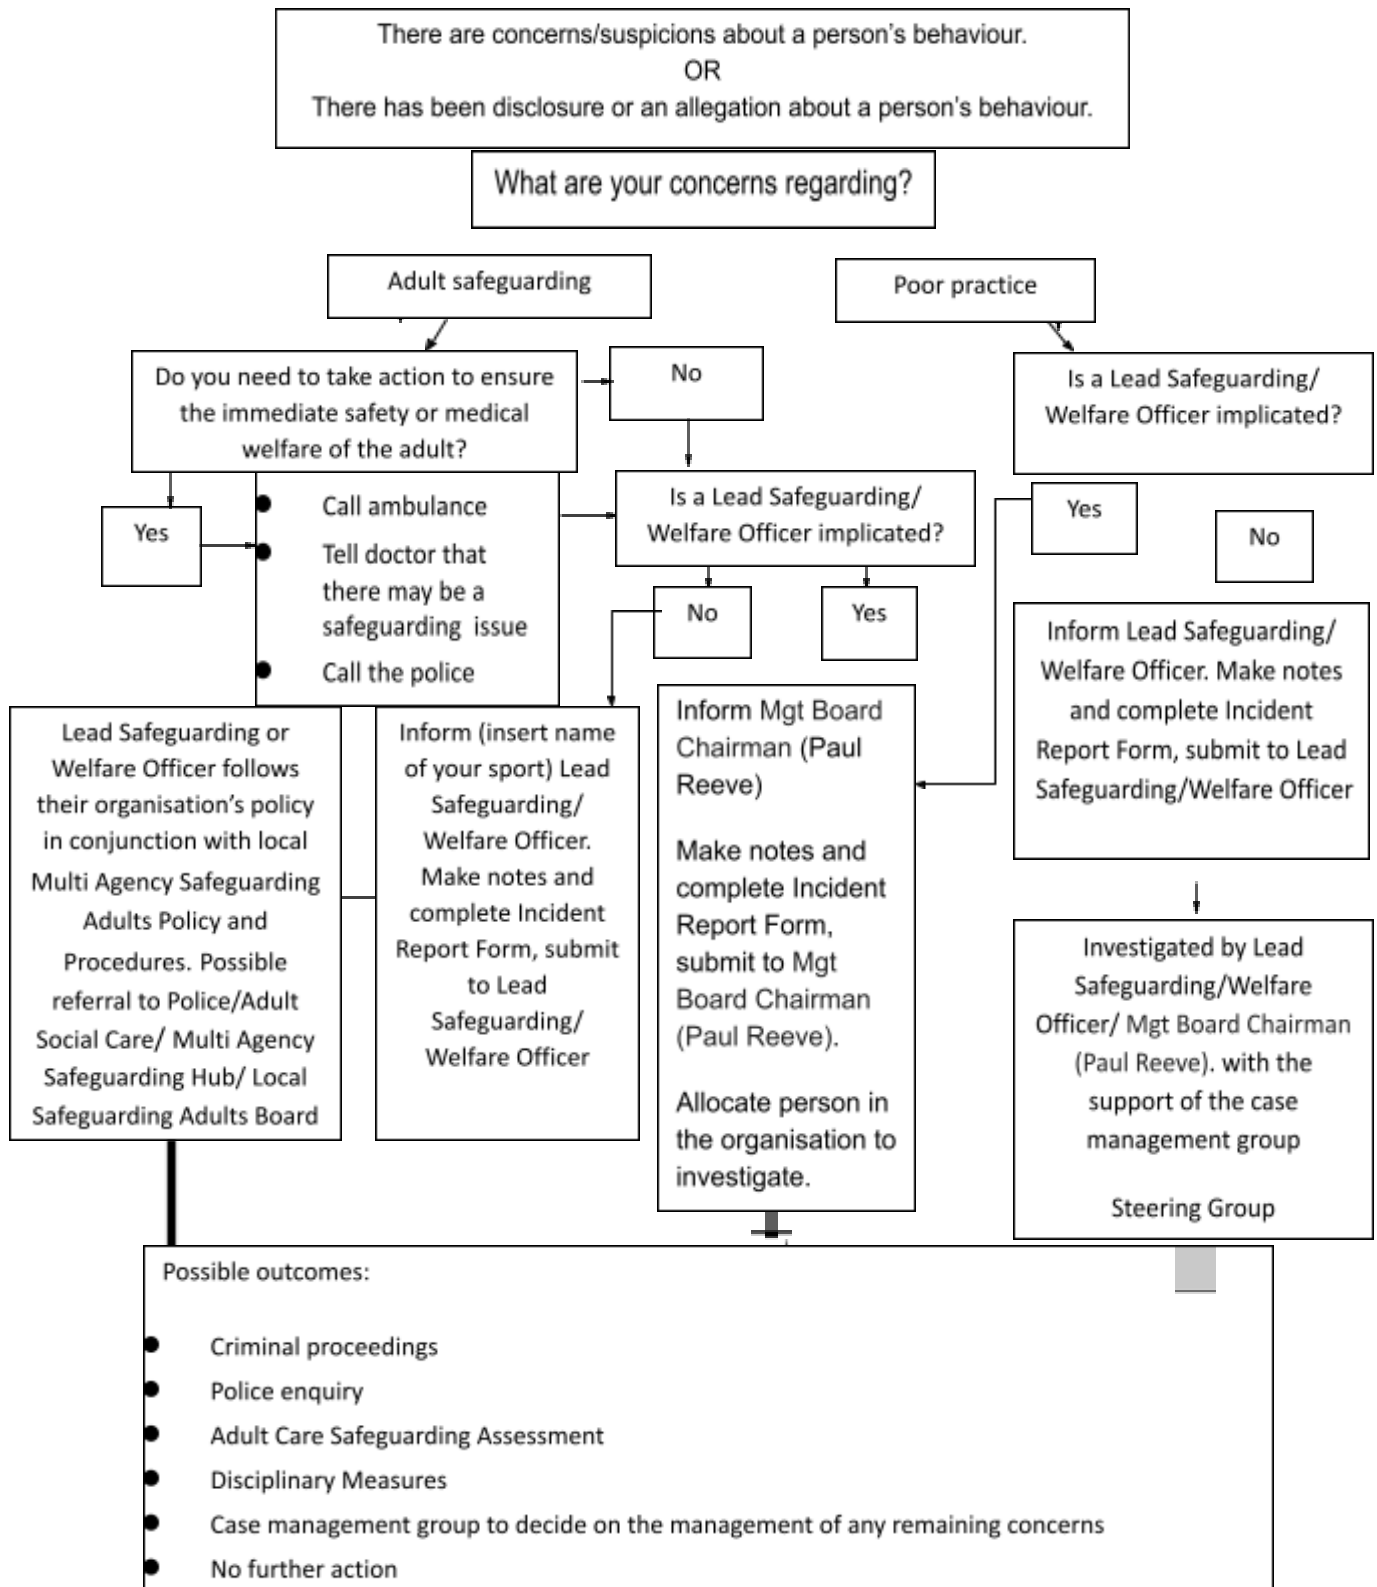 There are concerns/suspicions about a person's behaviour.
OR
There has been disclosure or an allegation about a person's behaviour.
What are your concerns regarding?
Adult safeguarding
Poor practice
Do you need to take action to ensure
the immediate safety or medical
welfare of the adult?
No
Is a Lead Safeguarding/
Welfare Officer implicated?
Yes
● Call ambulance
● Tell doctor that
there may be a
safeguarding issue
● Call the police
Is a Lead Safeguarding/
Welfare Officer implicated?
No
Yes
Yes
No
Lead Safeguarding or
Welfare Officer follows
their organisation's policy
in conjunction with local
Multi Agency Safeguarding
Adults Policy and
Procedures. Possible
referral to Police/Adult
Social Care/ Multi Agency
Safeguarding Hub/ Local
Safeguarding Adults Board
Inform (insert name
of your sport) Lead
Safeguarding/
Welfare Officer.
Make notes and
complete Incident
Report Form, submit
to Lead
Safeguarding/
Welfare Officer
Inform Mgt Board
Chairman (Paul
Reeve)
Make notes and
complete Incident
Report Form,
submit to Mgt
Board Chairman
(Paul Reeve).
Allocate person in
the organisation to
investigate.
Inform Lead Safeguarding/
Welfare Officer. Make notes
and complete Incident
Report Form, submit to Lead
Safeguarding/Welfare Officer
Investigated by Lead
Safeguarding/Welfare
Officer/ Mgt Board Chairman
(Paul Reeve). with the
support of the case
management group
Steering Group
Possible outcomes:
● Criminal proceedings
● Police enquiry
● Adult Care Safeguarding Assessment
● Disciplinary Measures
● Case management group to decide on the management of any remaining concerns
● No further action